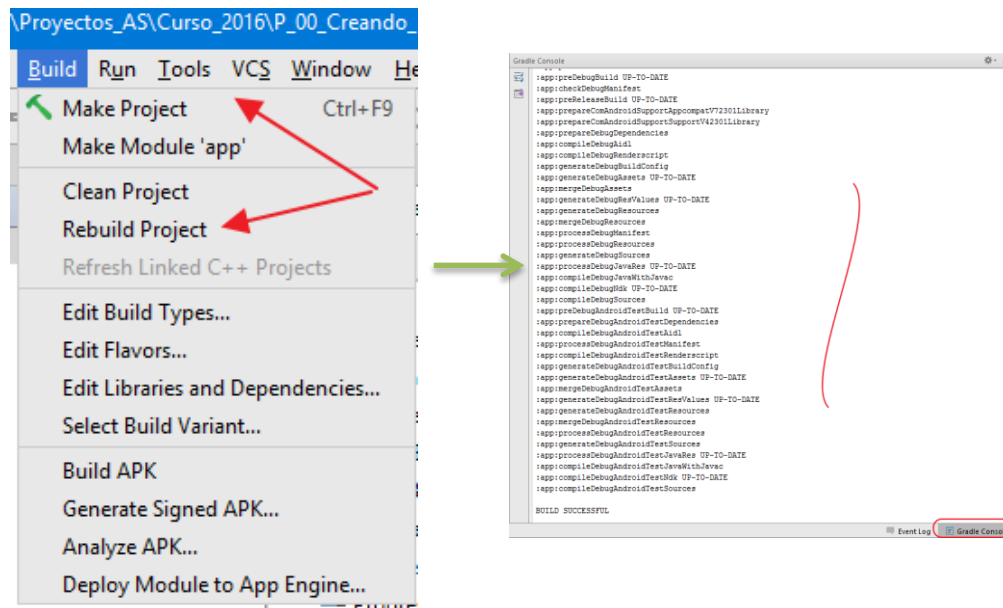 \Proyectos_AS\Curso_2016\P_00_Creando_
Build Run Tools VCS Window He
Make Project Ctrl+F9
Make Module 'app'
Clean Project
Rebuild Project
Refresh Linked C++ Projects
Edit Build Types...
Edit Flavors...
Edit Libraries and Dependencies...
Select Build Variant...
Build APK
Generate Signed APK...
Analyze APK...
Deploy Module to App Engine...
Gradle Console
:app:preDebugBuild UP-TO-DATE
:app:checkDebugManifest
:app:preReleaseBuild UP-TO-DATE
:app:prepareComAndroidSupportAppcompatV72301Library
:app:prepareComAndroidSupportSupportV42301Library
:app:prepareDebugDependencies
:app:compileDebugAidl
:app:compileDebugRenderscript
:app:generateDebugBuildConfig
:app:generateDebugAssets UP-TO-DATE
:app:mergeDebugAssets
:app:generateDebugResValues UP-TO-DATE
:app:generateDebugResources
:app:mergeDebugResources
:app:processDebugManifest
:app:processDebugResources
:app:generateDebugSources
:app:processDebugJavaRes UP-TO-DATE
:app:compileDebugJavaWithJavac
:app:compileDebugNdk UP-TO-DATE
:app:compileDebugSources
:app:preDebugAndroidTestBuild UP-TO-DATE
:app:prepareDebugAndroidTestDependencies
:app:compileDebugAndroidTestAidl
:app:processDebugAndroidTestManifest
:app:compileDebugAndroidTestRenderscript
:app:generateDebugAndroidTestBuildConfig
:app:generateDebugAndroidTestAssets UP-TO-DATE
:app:mergeDebugAndroidTestAssets
:app:generateDebugAndroidTestResValues UP-TO-DATE
:app:generateDebugAndroidTestResources
:app:mergeDebugAndroidTestResources
:app:processDebugAndroidTestResources
:app:generateDebugAndroidTestSources
:app:processDebugAndroidTestJavaRes UP-TO-DATE
:app:compileDebugAndroidTestJavaWithJavac
:app:compileDebugAndroidTestNdk UP-TO-DATE
:app:compileDebugAndroidTestSources
BUILD SUCCESSFUL
Event Log Gradle Conso